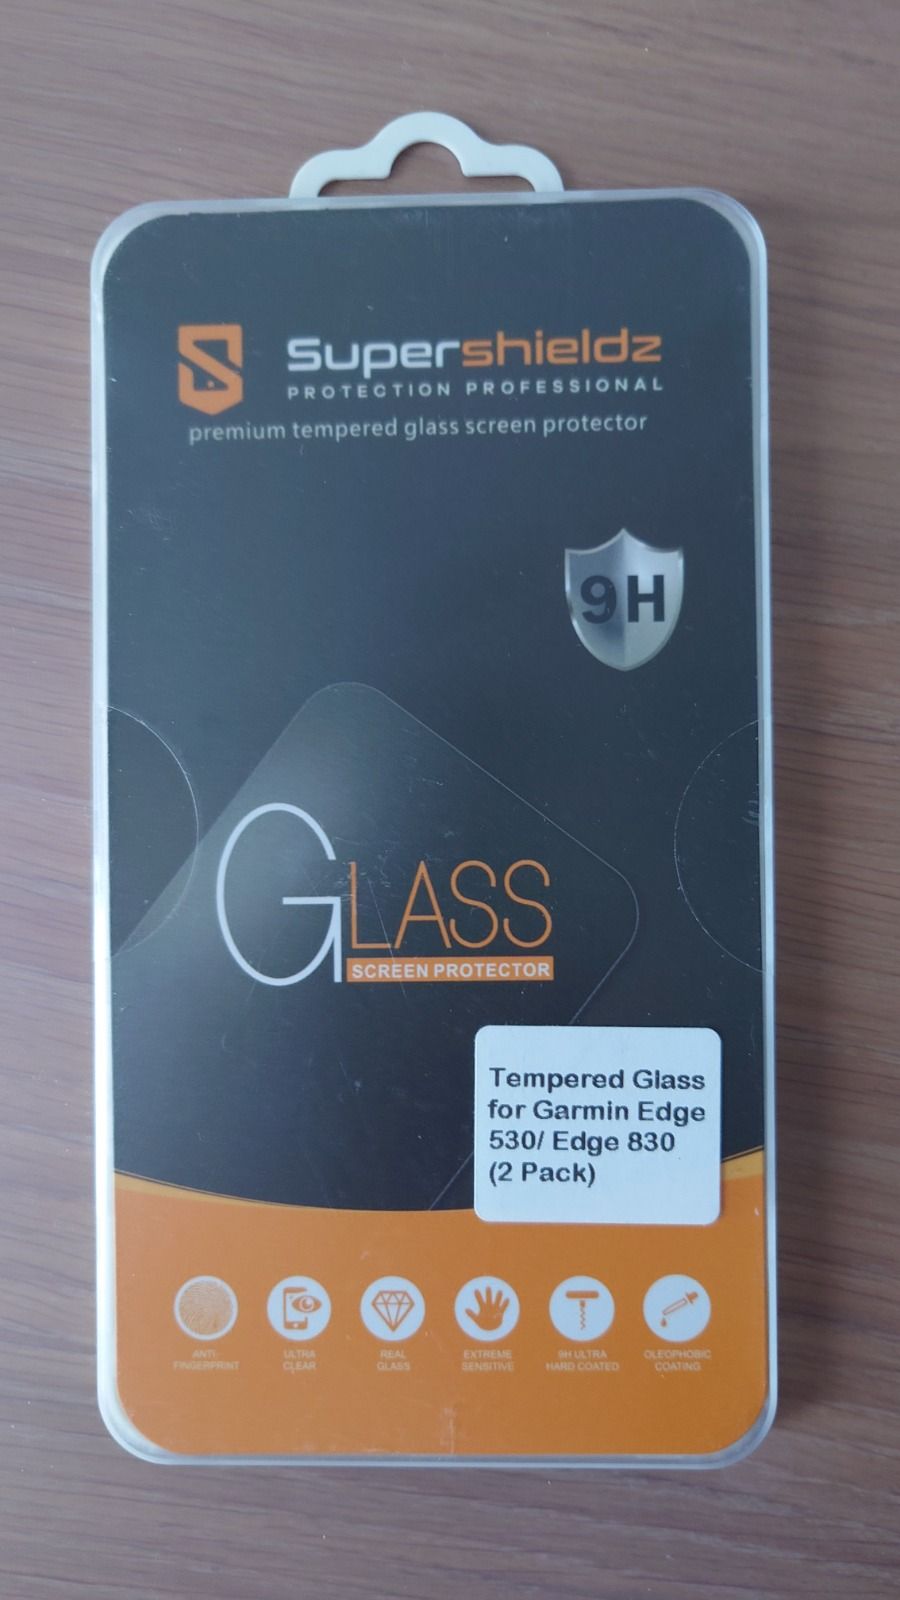 Supershieldz
PROTECTION PROFESSIONAL
premium tempered glass screen protector
9H
GLASS
SCREEN PROTECTOR
Tempered Glass
for Garmin Edge
530/ Edge 830
(2 Pack)
ANTI-
FINGERPRINT
ULTRA
CLEAR
REAL
GLASS
EXTREME
SENSITIVE
9H ULTRA
HARD COATED
OLEOPHOBIC
COATING